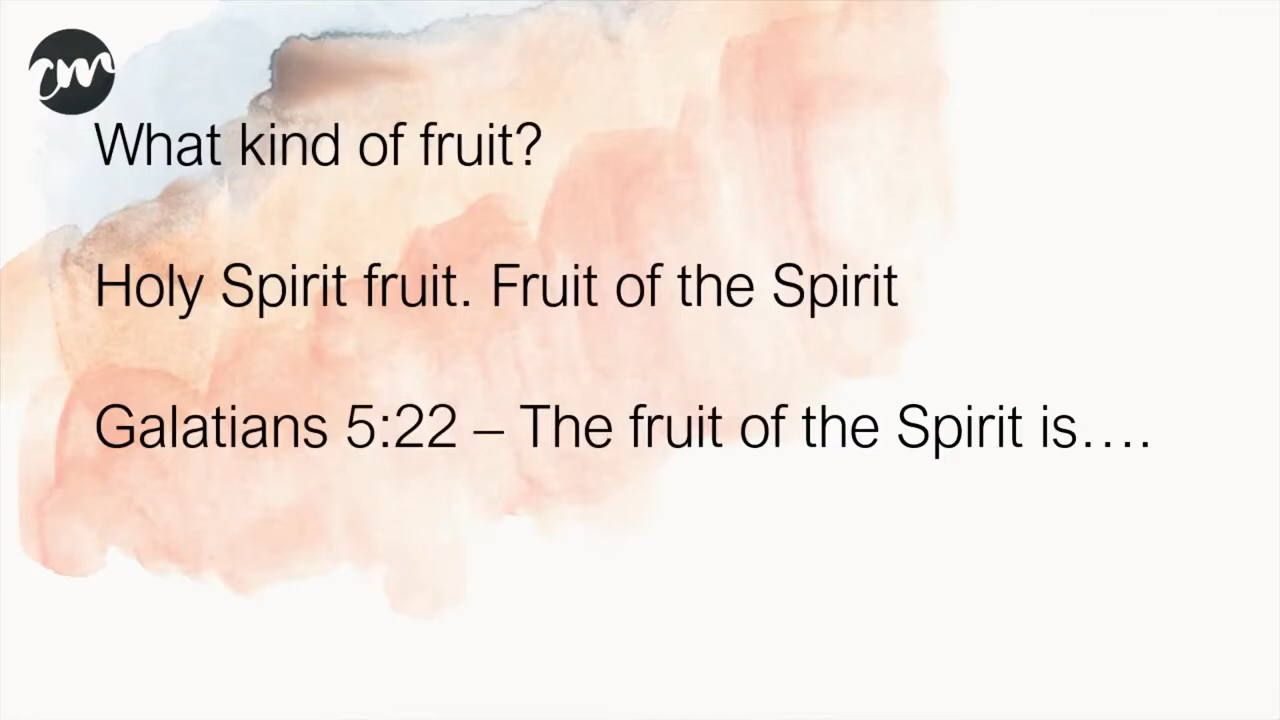 cm
What kind of fruit?
Holy Spirit fruit. Fruit of the Spirit
Galatians 5:22 – The fruit of the Spirit is….